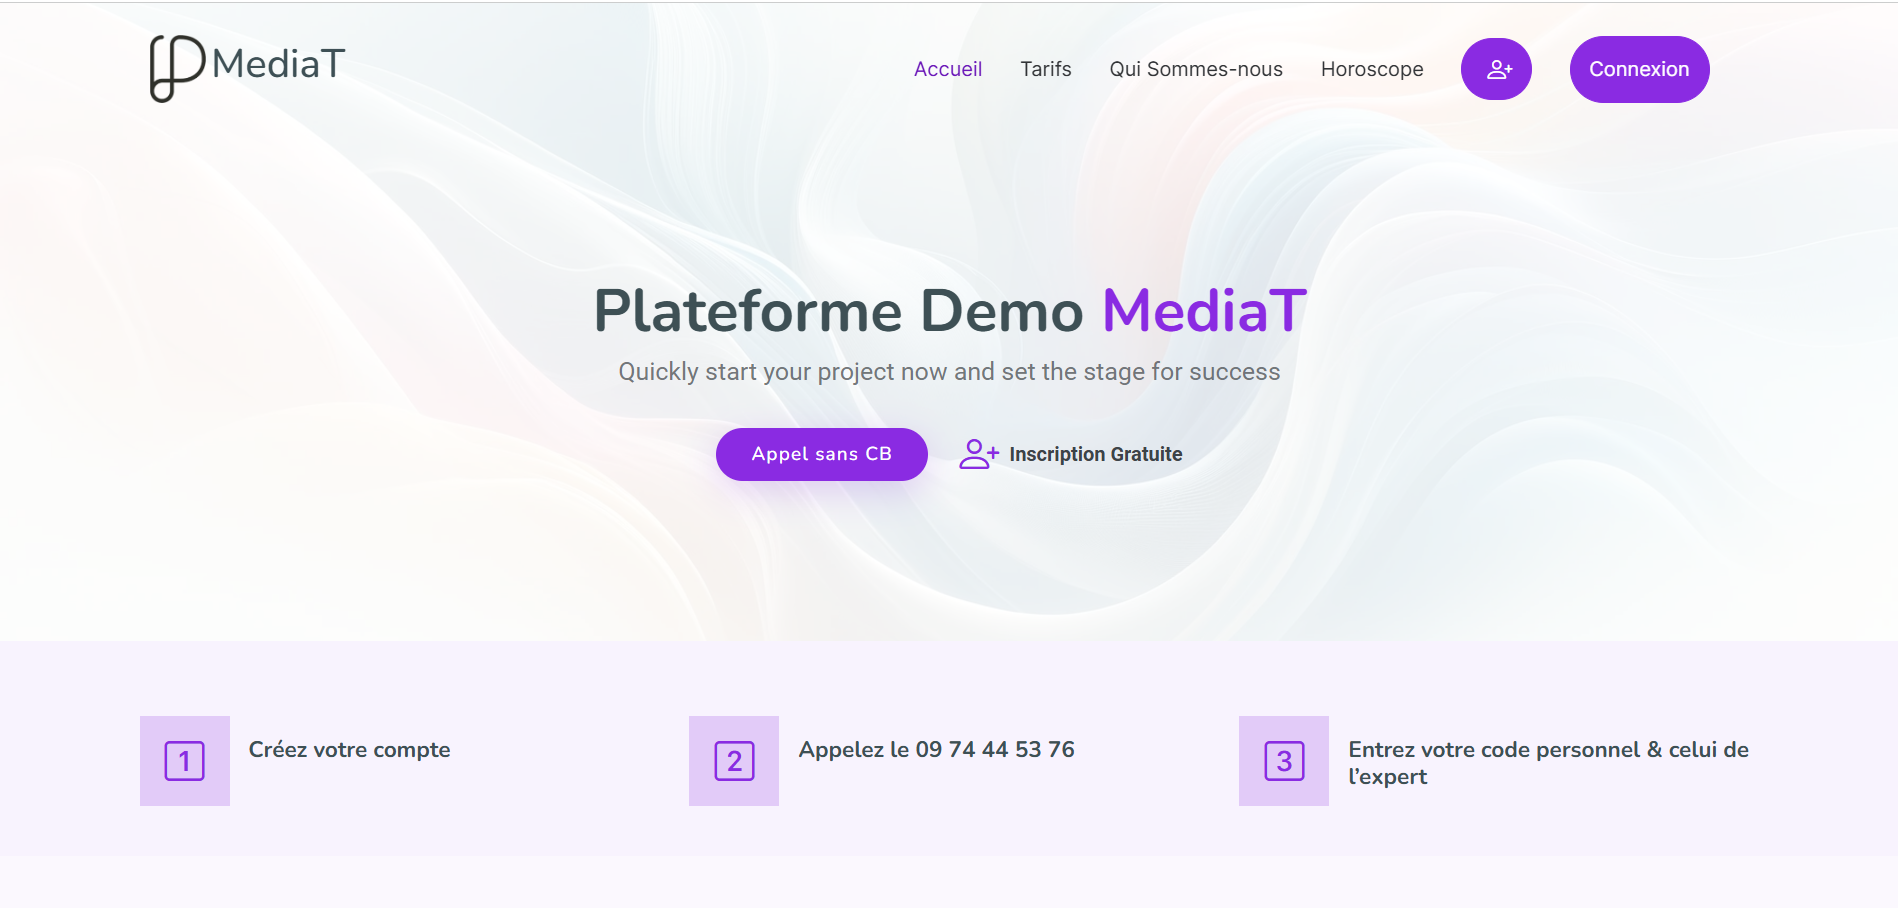 MediaT
Accueil
Tarifs
Qui Sommes-nous
Horoscope
Connexion
Plateforme Demo MediaT
Quickly start your project now and set the stage for success
Appel sans CB
Inscription Gratuite
1
Créez votre compte
2
Appelez le 09 74 44 53 76
3
Entrez votre code personnel & celui de
l’expert